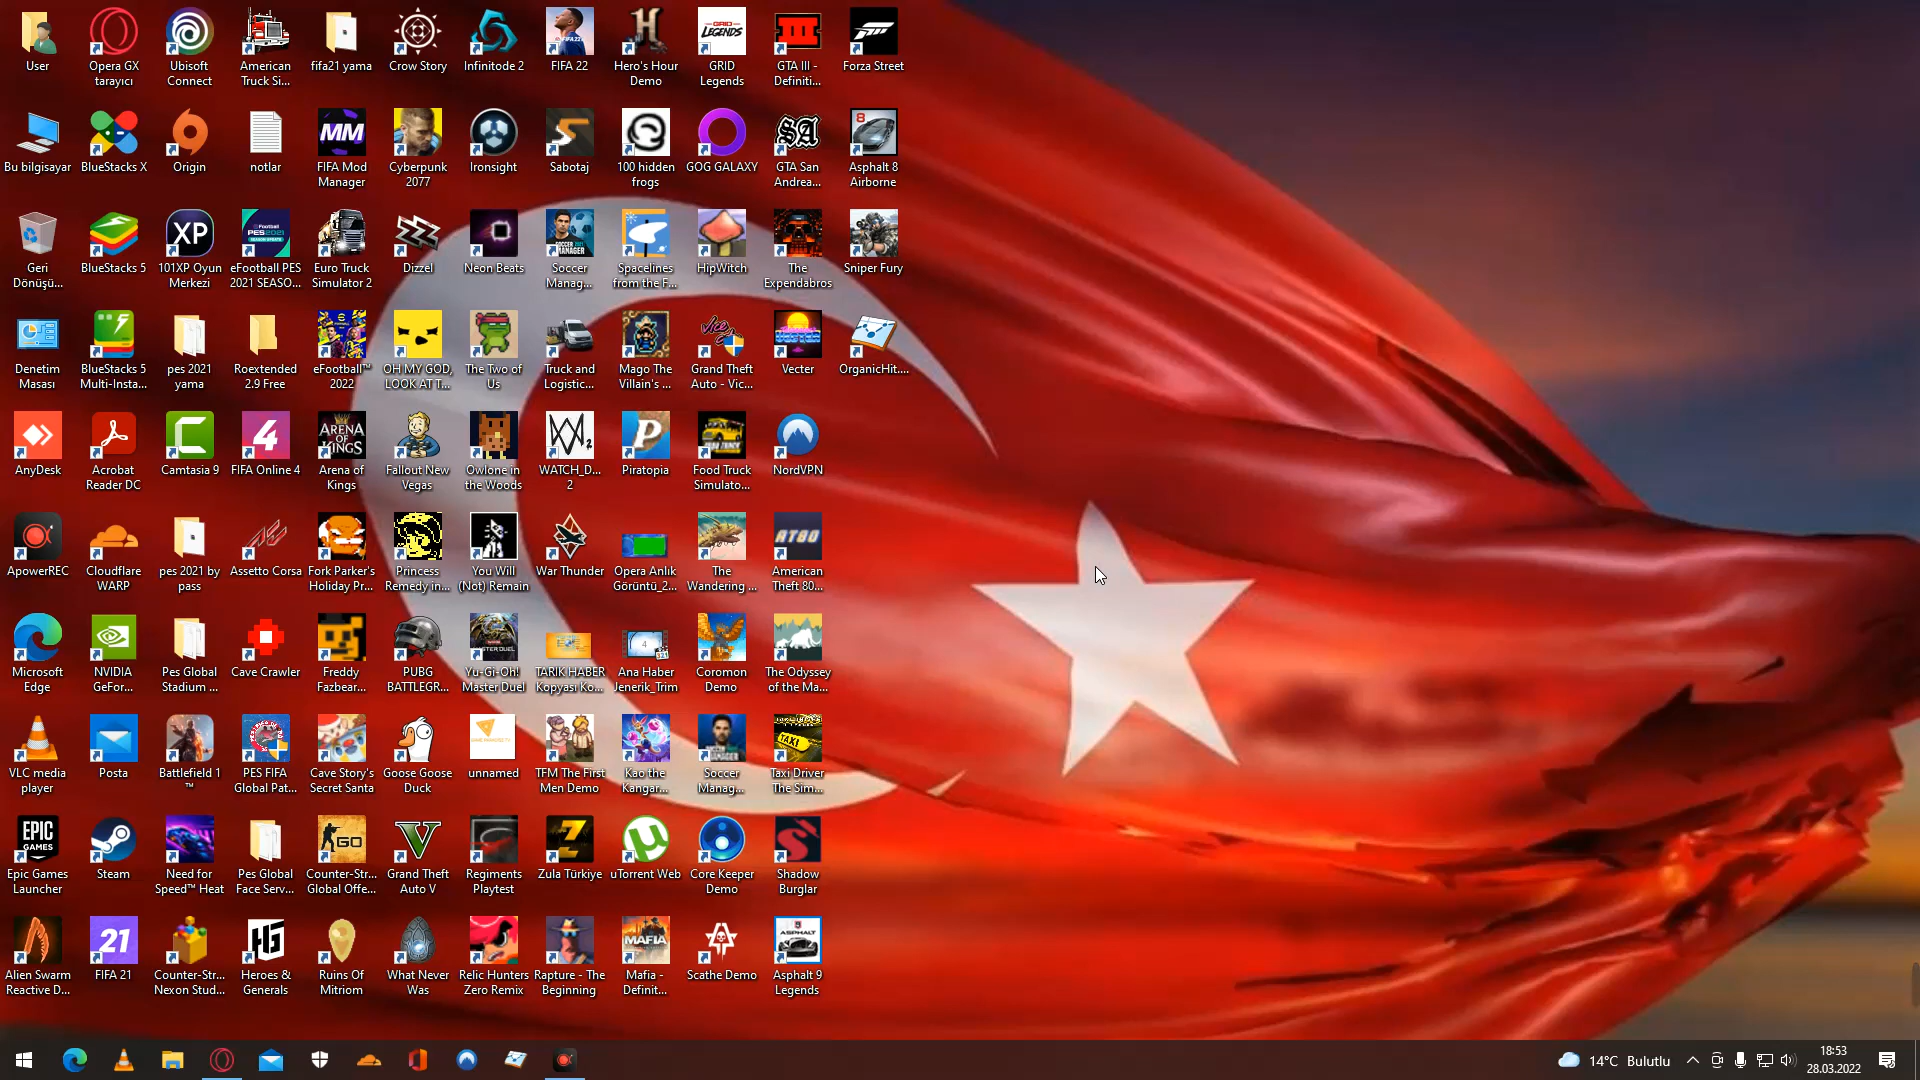 User
Opera GX
tarayıcı
Ubisoft
Connect
American
Truck Si...
fifa21 yama
Crow Story
Infinitode 2
FIFA 22
Hero's Hour
Demo
GRID
Legends
GTA III -
Definiti...
Forza Street
Bu bilgisayar
BlueStacks X
Origin
notlar
FIFA Mod
Manager
Cyberpunk
2077
Ironsight
Sabotaj
100 hidden
frogs
GOG GALAXY
GTA San
Andrea...
Asphalt 8
Airborne
Geri
Dönüşü...
BlueStacks 5
101XP Oyun
Merkezi
eFootball PES
2021 SEASO...
Euro Truck
Simulator 2
Dizzel
Neon Beats
Soccer
Manag...
Spacelines
from the F...
HipWitch
The
Expendabros
Sniper Fury
Denetim
Masası
BlueStacks 5
Multi-Insta...
pes 2021
yama
Roextended
2.9 Free
eFootball™
2022
OH MY GOD,
LOOK AT T...
The Two of
Us
Truck and
Logistic...
Mago The
Villain's ...
Grand Theft
Auto - Vic...
Vecter
OrganicHit....
AnyDesk
Acrobat
Reader DC
Camtasia 9
FIFA Online 4
Arena of
Kings
Fallout New
Vegas
Owlone in
the Woods
WATCH_D...
2
Piratopia
Food Truck
Simulato...
NordVPN
ApowerREC
Cloudflare
WARP
pes 2021 by
pass
Assetto Corsa
Fork Parker's
Holiday Pr...
Princess
Remedy in...
You Will
(Not) Remain
War Thunder
Opera Anlık
Görüntü_2...
The
Wandering ...
American
Theft 80...
Microsoft
Edge
NVIDIA
GeFor...
Pes Global
Stadium ...
Cave Crawler
Freddy
Fazbear...
PUBG
BATTLEGR...
Yu-Gi-Oh!
Master Duel
TARIK HABER
Kopyası Ko...
Ana Haber
Jenerik_Trim
Coromon
Demo
The Odyssey
of the Ma...
VLC media
player
Posta
Battlefield 1
™
PES FIFA
Global Pat...
Cave Story's
Secret Santa
Goose Goose
Duck
unnamed
TFM The First
Men Demo
Kao the
Kangar...
Soccer
Manag...
Taxi Driver
The Sim...
Epic Games
Launcher
Steam
Need for
Speed™ Heat
Pes Global
Face Serv...
Counter-Str...
Global Offe...
Grand Theft
Auto V
Regiments
Playtest
Zula Türkiye
uTorrent Web
Core Keeper
Demo
Shadow
Burglar
Alien Swarm
Reactive D...
FIFA 21
Counter-Str...
Nexon Stud...
Heroes &
Generals
Ruins Of
Mitriom
What Never
Was
Relic Hunters
Zero Remix
Rapture - The
Beginning
Mafia -
Definit...
Scathe Demo
Asphalt 9
Legends
14°C Bulutlu
18:53
28.03.2022